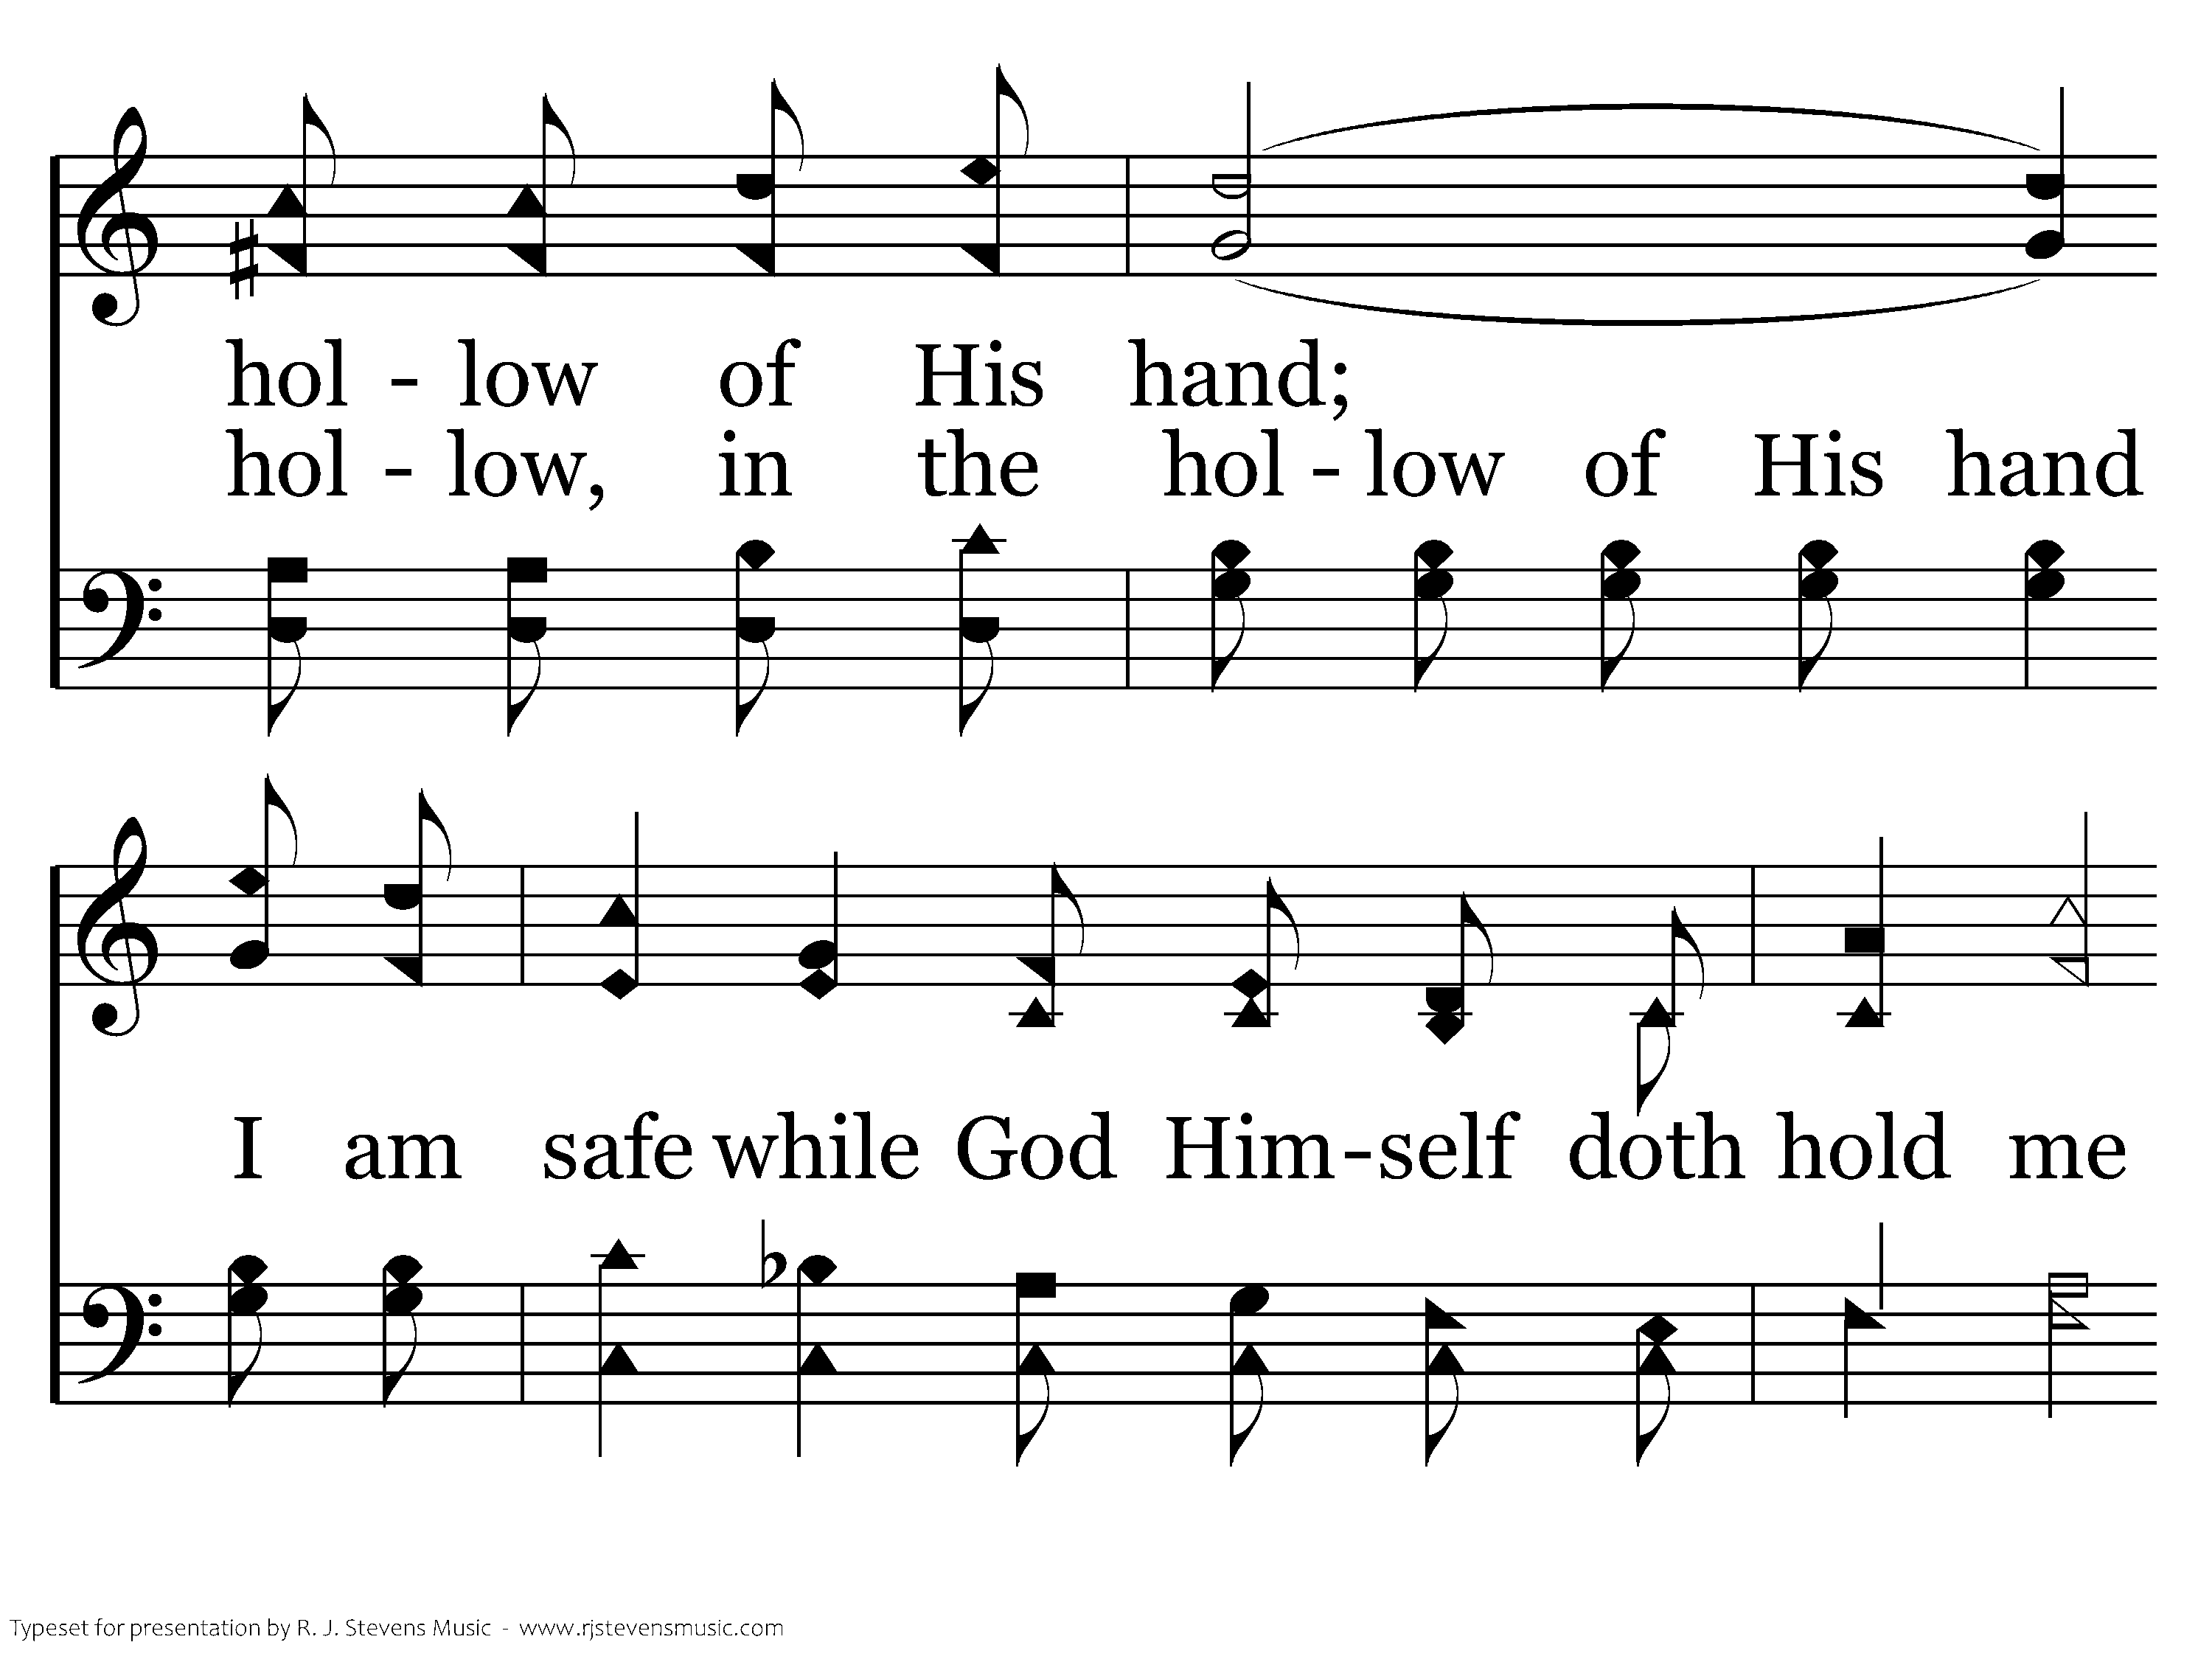 hol - low of His hand;
hol - low, in the hol - low of His hand
I am safe while God Him-self doth hold me
Typeset for presentation by R. J. Stevens Music - www.rjstevensmusic.com